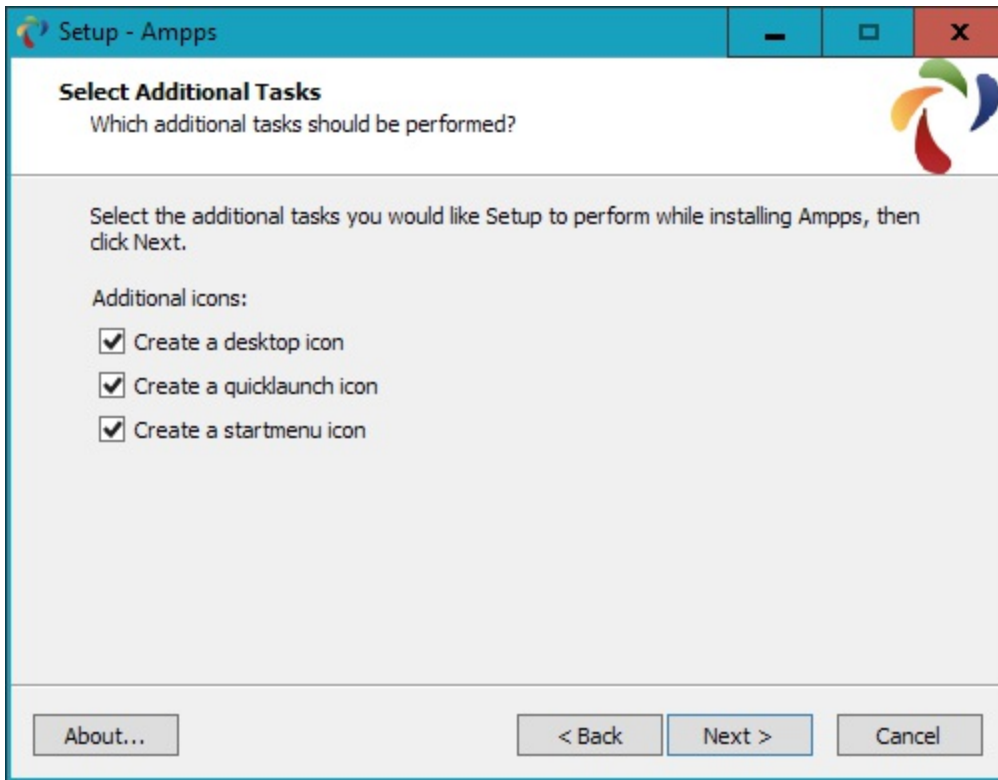 Setup - Ampps
Select Additional Tasks
Which additional tasks should be performed?
Select the additional tasks you would like Setup to perform while installing Ampps, then
click Next.
Additional icons:
Create a desktop icon
Create a quicklaunch icon
Create a startmenu icon
About... < Back Next > Cancel